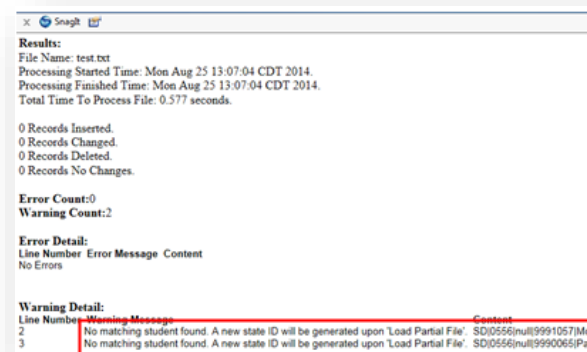 x SnagIt
Results:
File Name: test.txt
Processing Started Time: Mon Aug 25 13:07:04 CDT 2014.
Processing Finished Time: Mon Aug 25 13:07:04 CDT 2014.
Total Time To Process File: 0.577 seconds.
0 Records Inserted.
0 Records Changed.
0 Records Deleted.
0 Records No Changes.
Error Count:0
Warning Count:2
Error Detail:
Line Number Error Message Content
No Errors
Warning Detail:
Line Number Warning Message Content
2 No matching student found. A new state ID will be generated upon 'Load Partial File'. SD|0556|null|9991057|Me
3 No matching student found. A new state ID will be generated upon 'Load Partial File'. SD|0556|null|9990065|Pa